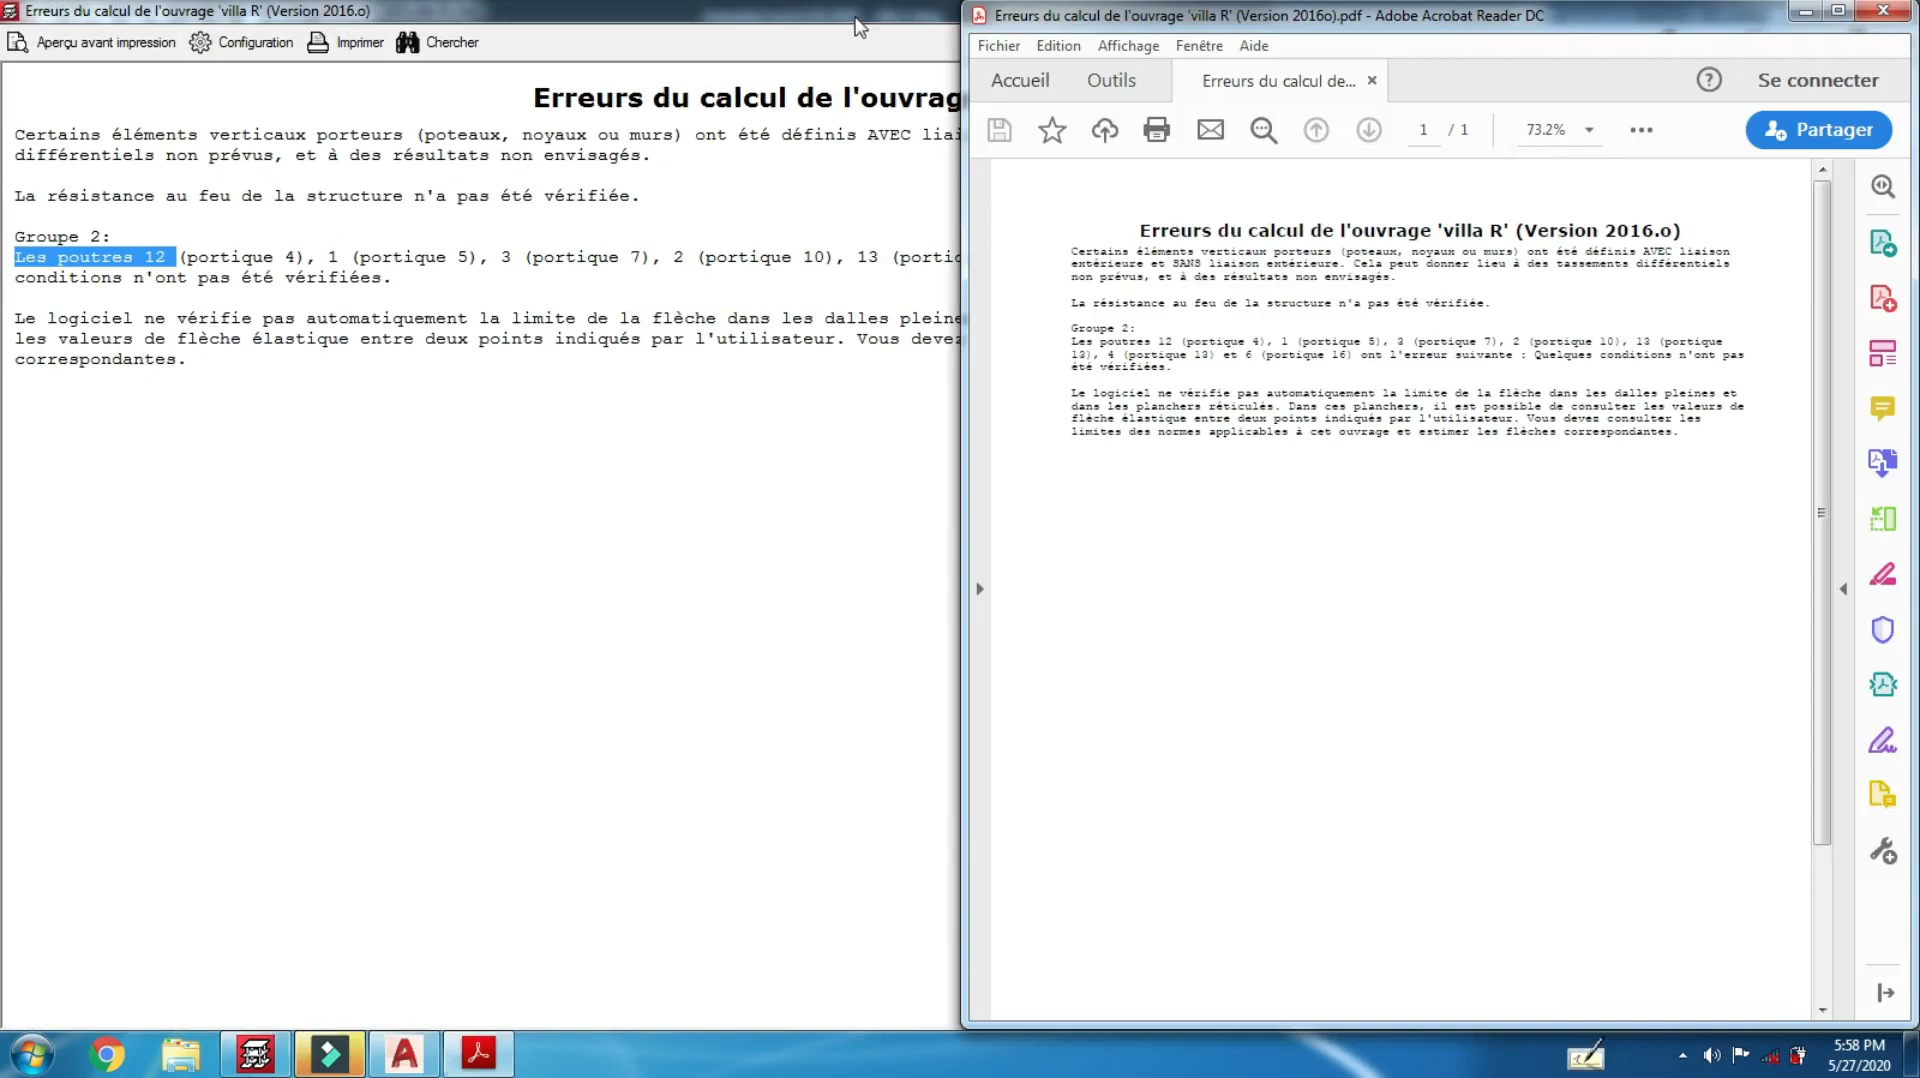 Erreurs du calcul de l'ouvrage 'villa R' (Version 2016.o)
Aperçu avant impression Configuration Imprimer Chercher
Erreurs du calcul de l'ouvrag
Certains éléments verticaux porteurs (poteaux, noyaux ou murs) ont été définis AVEC liai
différentiels non prévus, et à des résultats non envisagés.
La résistance au feu de la structure n'a pas été vérifiée.
Groupe 2:
Les poutres 12 (portique 4), 1 (portique 5), 3 (portique 7), 2 (portique 10), 13 (portic
conditions n'ont pas été vérifiées.
Le logiciel ne vérifie pas automatiquement la limite de la flèche dans les dalles pleine
les valeurs de flèche élastique entre deux points indiqués par l'utilisateur. Vous devez
correspondantes.
Erreurs du calcul de l'ouvrage 'villa R' (Version 2016o).pdf - Adobe Acrobat Reader DC
Fichier Edition Affichage Fenêtre Aide
Accueil Outils Erreurs du calcul de... × ? Se connecter
1 / 1 73.2% Partager
Erreurs du calcul de l'ouvrage 'villa R' (Version 2016.o)
Certains éléments verticaux porteurs (poteaux, noyaux ou murs) ont été définis AVEC liaison
extérieure et SANS liaison extérieure. Cela peut donner lieu à des tassements différentiels
non prévus, et à des résultats non envisagés.
La résistance au feu de la structure n'a pas été vérifiée.
Groupe 2:
Les poutres 12 (portique 4), 1 (portique 5), 3 (portique 7), 2 (portique 10), 13 (portique
13), 4 (portique 13) et 6 (portique 16) ont l'erreur suivante : Quelques conditions n'ont pas
été vérifiées.
Le logiciel ne vérifie pas automatiquement la limite de la flèche dans les dalles pleines et
dans les planchers réticulés. Dans ces planchers, il est possible de consulter les valeurs de
flèche élastique entre deux points indiqués par l'utilisateur. Vous devez consulter les
limites des normes applicables à cet ouvrage et estimer les flèches correspondantes.
5:58 PM
5/27/2020